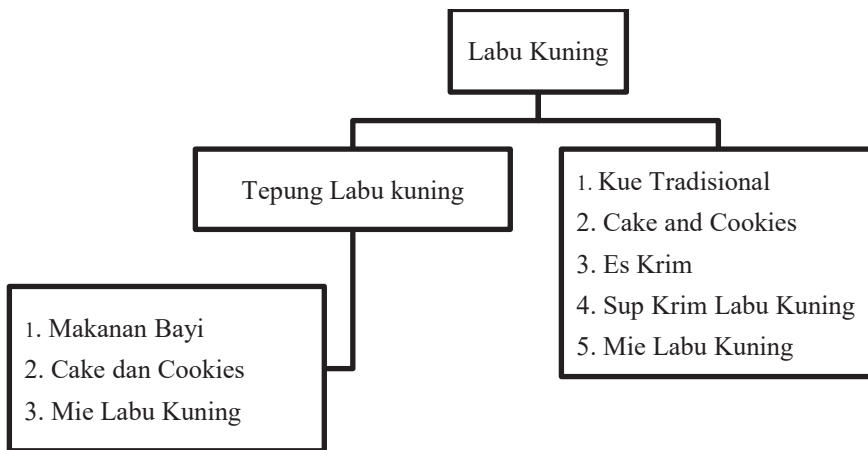 Labu Kuning
Tepung Labu kuning
1. Kue Tradisional
2. Cake and Cookies
3. Es Krim
4. Sup Krim Labu Kuning
5. Mie Labu Kuning
1. Makanan Bayi
2. Cake dan Cookies
3. Mie Labu Kuning